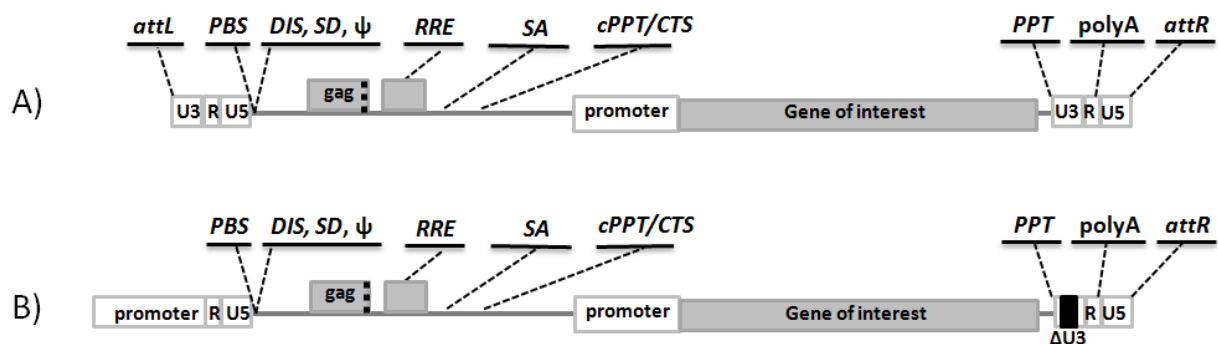 attL PBS DIS, SD, ψ RRE SA cPPT/CTS PPT polyA attR
A) U3 R U5 gag promoter Gene of interest U3 R U5
PBS DIS, SD, ψ RRE SA cPPT/CTS PPT polyA attR
B) promoter R U5 gag promoter Gene of interest R U5
ΔU3